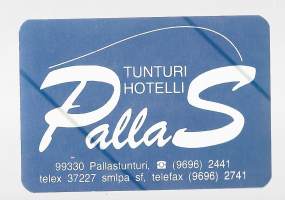 TUNTURI
HOTELLI
PallaS
99330 Pallastunturi, ☎ (9696) 2441
telex 37227 smlpa sf, telefax (9696) 2741